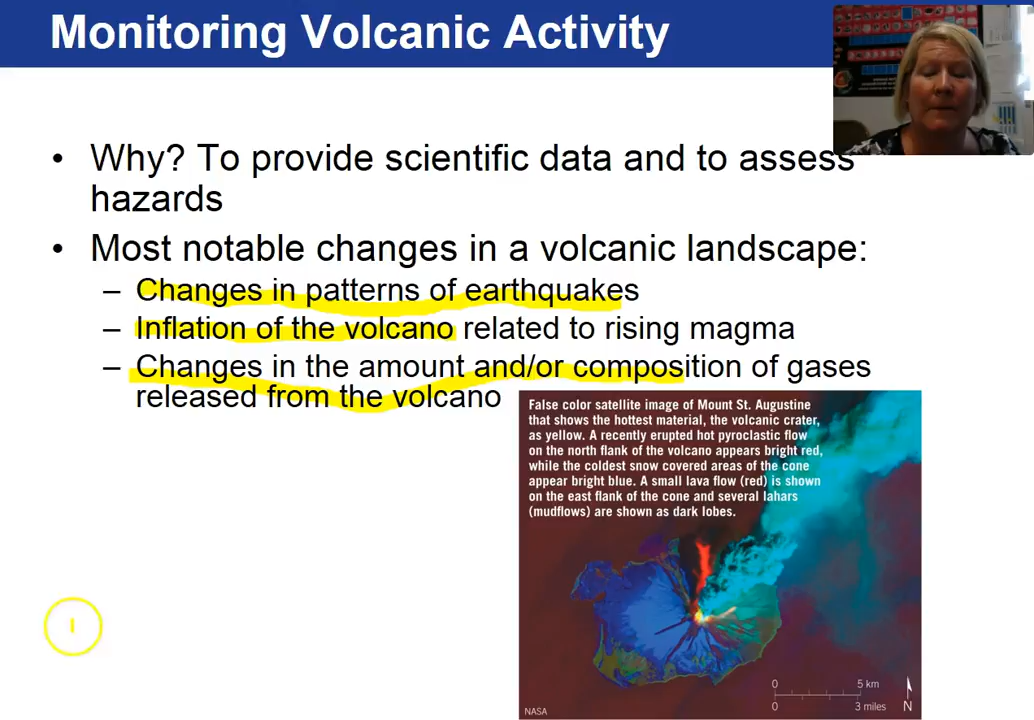 Monitoring Volcanic Activity
• Why? To provide scientific data and to assess
hazards
• Most notable changes in a volcanic landscape:
– Changes in patterns of earthquakes
– Inflation of the volcano related to rising magma
– Changes in the amount and/or composition of gases
released from the volcano
False color satellite image of Mount St. Augustine
that shows the hottest material, the volcanic crater,
as yellow. A recently erupted hot pyroclastic flow
on the north flank of the volcano appears bright red,
while the coldest snow covered areas of the cone
appear bright blue. A small lava flow (red) is shown
on the east flank of the cone and several lahars
(mudflows) are shown as dark lobes.
0 5 km
0 3 miles
N
NASA